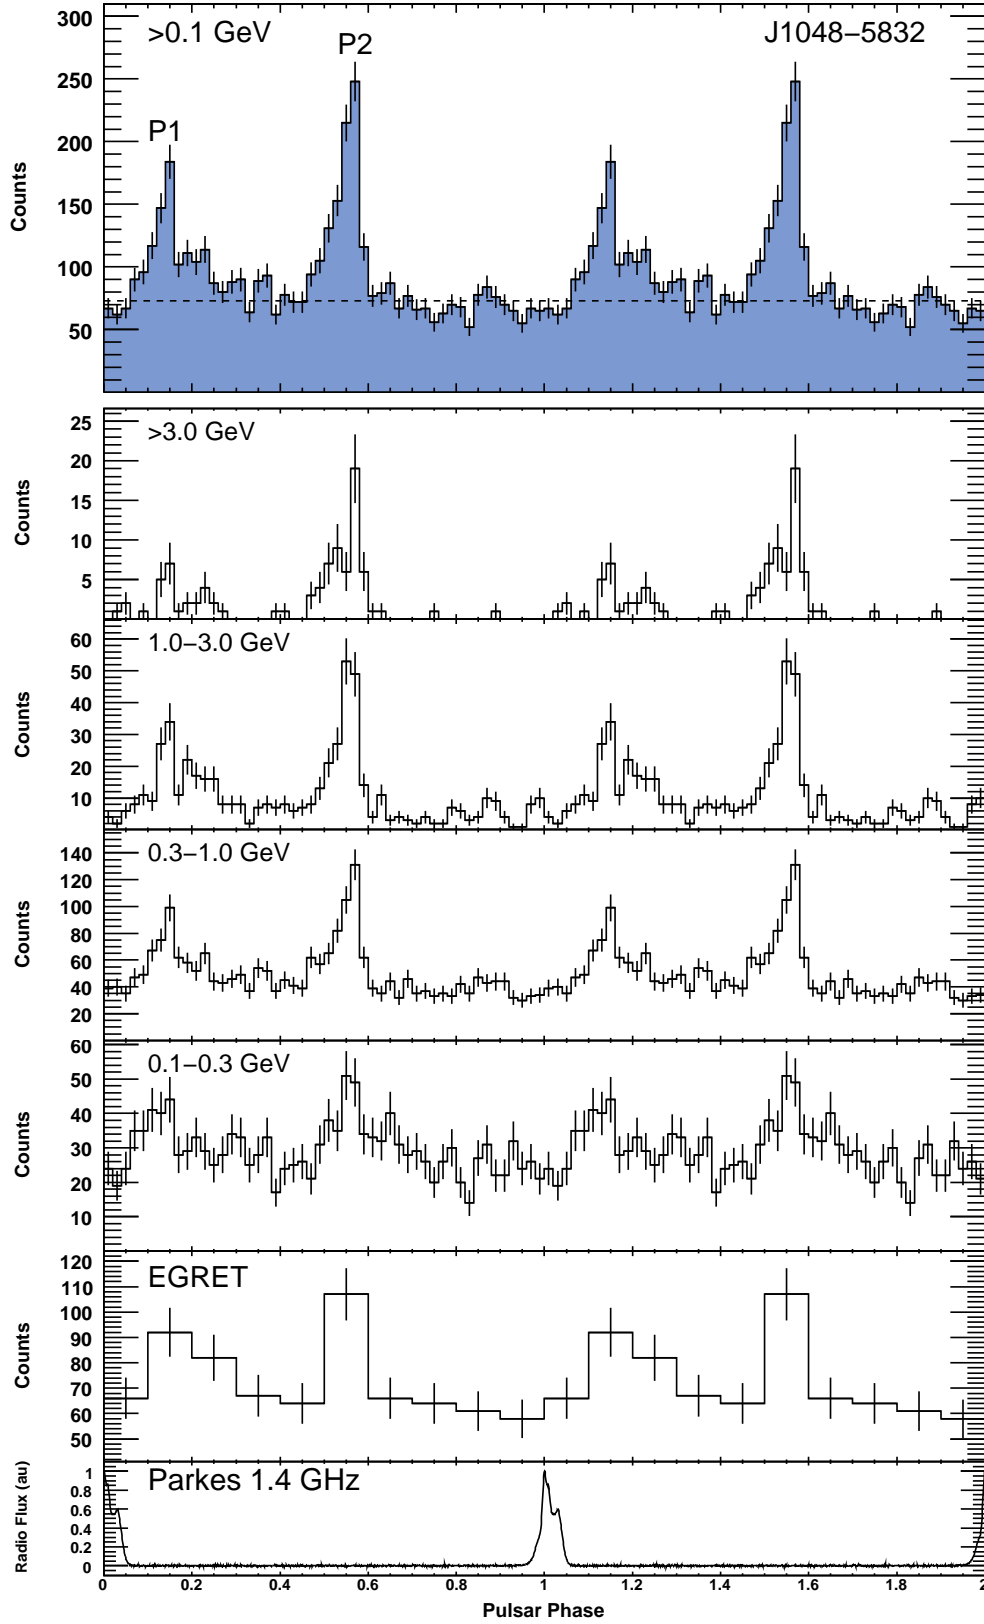 >0.1 GeV
P2
J1048−5832
P1
Counts
300
250
200
150
100
50
>3.0 GeV
Counts
25
20
15
10
5
1.0−3.0 GeV
Counts
60
50
40
30
20
10
0.3−1.0 GeV
Counts
140
120
100
80
60
40
20
0.1−0.3 GeV
Counts
60
50
40
30
20
10
EGRET
Counts
120
110
100
90
80
70
60
50
Parkes 1.4 GHz
Radio Flux (au)
1
0.8
0.6
0.4
0.2
0
0 0.2 0.4 0.6 0.8 1 1.2 1.4 1.6 1.8 2
Pulsar Phase